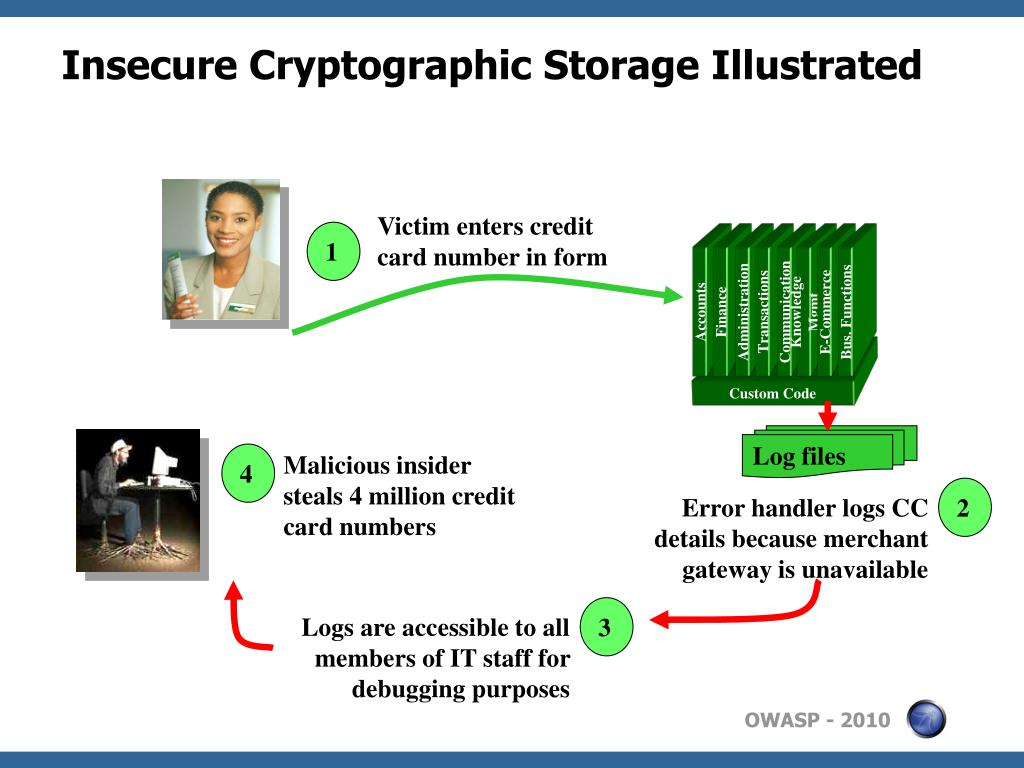 Insecure Cryptographic Storage Illustrated
1
Victim enters credit
card number in form
Accounts
Finance
Administration
Transactions
Communication
Knowledge
Mgmt
E-Commerce
Bus. Functions
Custom Code
Log files
2
Error handler logs CC
details because merchant
gateway is unavailable
3
Logs are accessible to all
members of IT staff for
debugging purposes
4
Malicious insider
steals 4 million credit
card numbers
OWASP - 2010